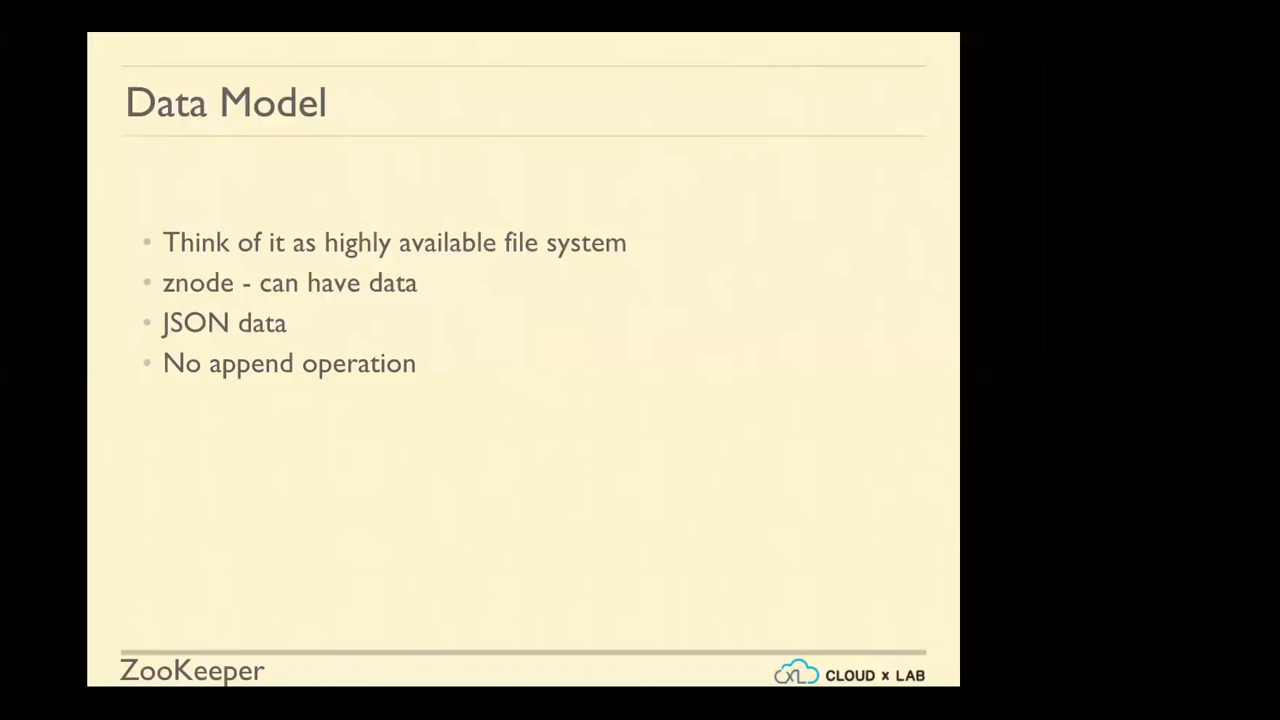 Data Model
• Think of it as highly available file system
• znode - can have data
• JSON data
• No append operation
ZooKeeper
CXL CLOUD x LAB